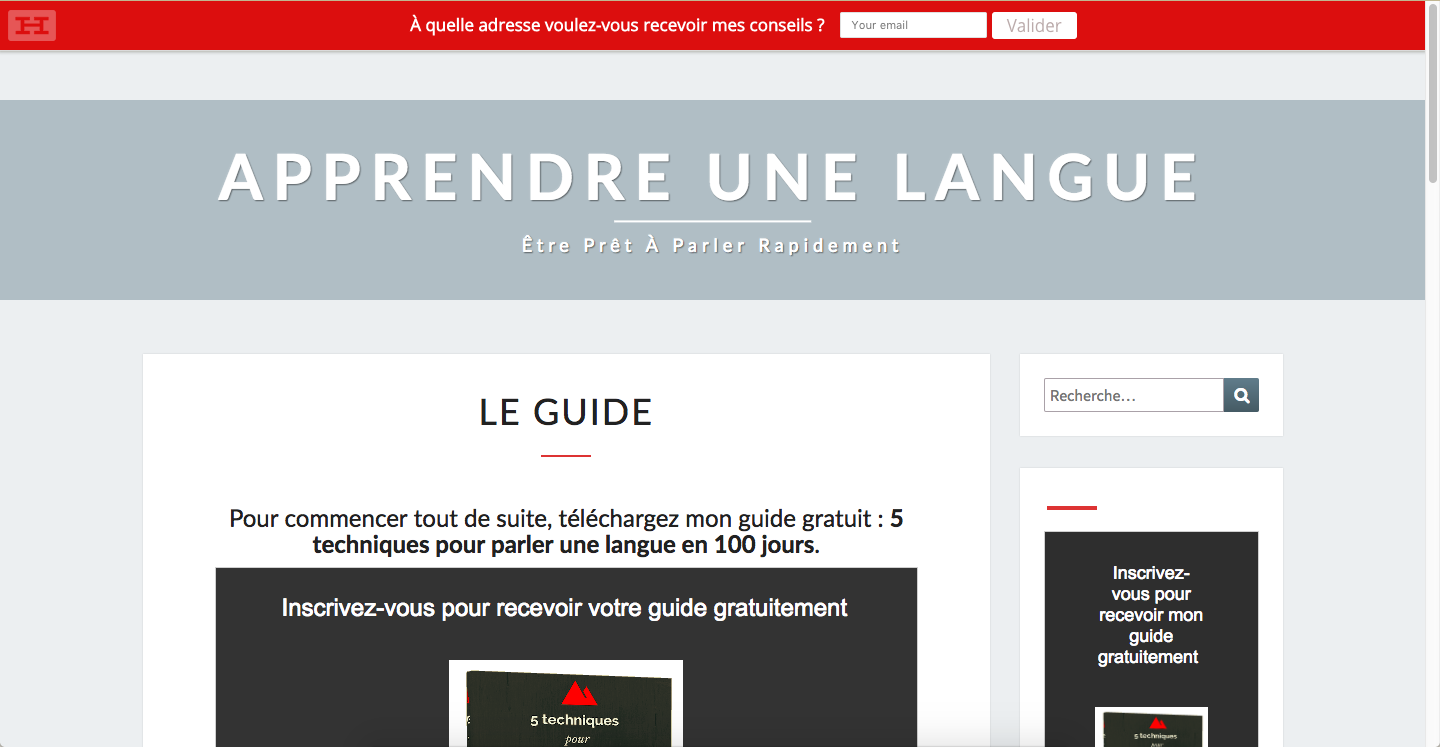 À quelle adresse voulez-vous recevoir mes conseils ?
Your email
Valider
APPRENDRE UNE LANGUE
Être Prêt À Parler Rapidement
LE GUIDE
Pour commencer tout de suite, téléchargez mon guide gratuit : 5
techniques pour parler une langue en 100 jours.
Inscrivez-vous pour recevoir votre guide gratuitement
5 techniques
pour
Recherche…
Inscrivez-
vous pour
recevoir mon
guide
gratuitement
5 techniques